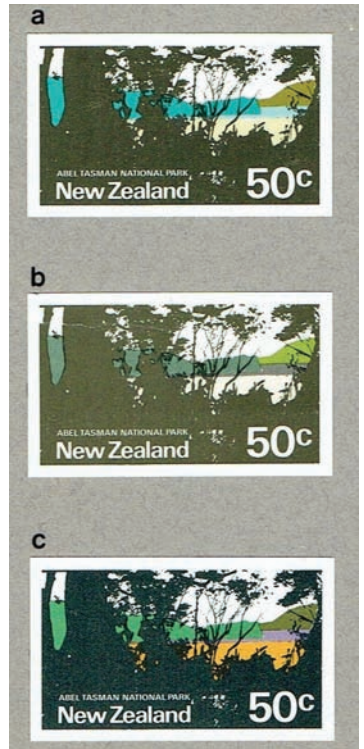 a
ABEL TASMAN NATIONAL PARK
New Zealand 50c
b
ABEL TASMAN NATIONAL PARK
New Zealand 50c
c
ABEL TASMAN NATIONAL PARK
New Zealand 50c